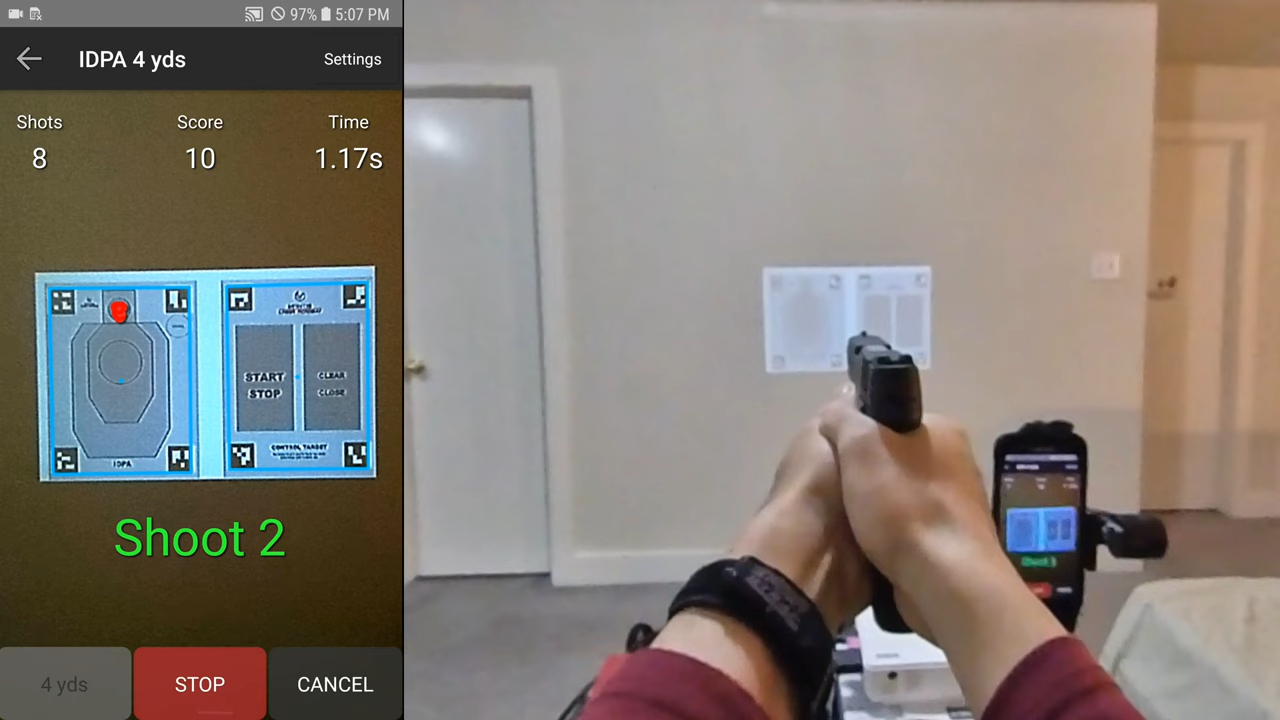 97% 5:07 PM
IDPA 4 yds
Settings
Shots
Score
Time
8
10
1.17s
START
STOP
CLEAR
CLOSE
CONTROL TARGET
IDPA
Shoot 2
4 yds
STOP
CANCEL